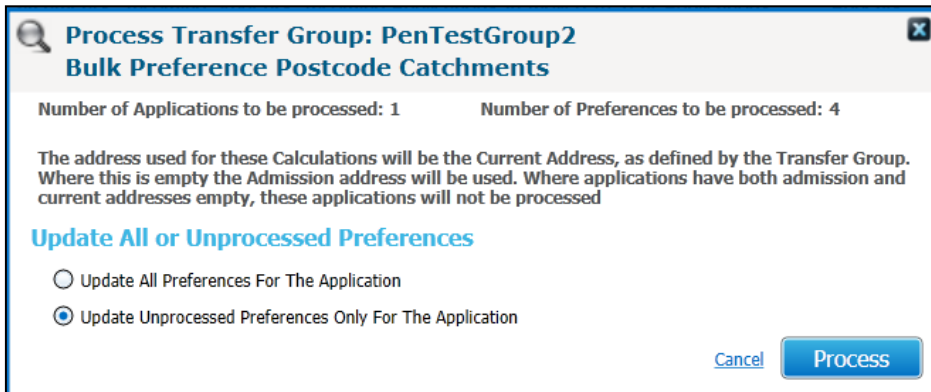 Process Transfer Group: PenTestGroup2
Bulk Preference Postcode Catchments
Number of Applications to be processed: 1 Number of Preferences to be processed: 4
The address used for these Calculations will be the Current Address, as defined by the Transfer Group.
Where this is empty the Admission address will be used. Where applications have both admission and
current addresses empty, these applications will not be processed
Update All or Unprocessed Preferences
Update All Preferences For The Application
Update Unprocessed Preferences Only For The Application
Cancel Process